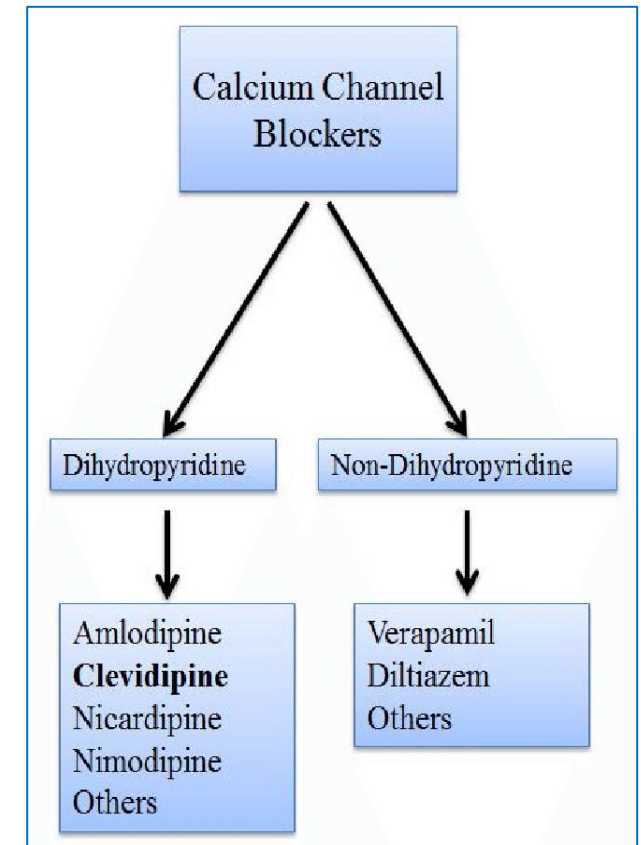 Calcium Channel
Blockers
Dihydropyridine
Non-Dihydropyridine
Amlodipine
Clevidipine
Nicardipine
Nimodipine
Others
Verapamil
Diltiazem
Others